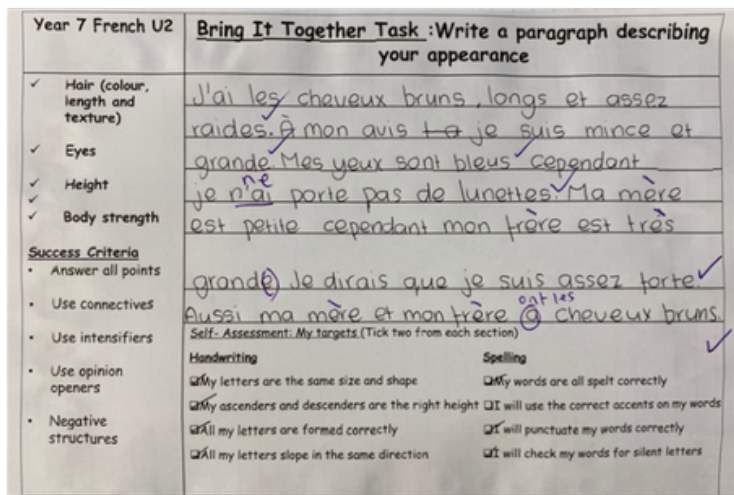 Year 7 French U2
Bring It Together Task :Write a paragraph describing
your appearance
✓ Hair (colour,
length and
texture)
✓ Eyes
✓ Height
✓
✓ Body strength
Success Criteria
• Answer all points
• Use connectives
• Use intensifiers
• Use opinion
openers
• Negative
structures
J'ai les cheveux bruns, longs et assez
raides. À mon avis je suis mince et
grande. Mes yeux sont bleus cependant
ne
je n'ai porte pas de lunettes. Ma mère
est petite cependant mon frère est très
grande Je dirais que je suis assez forte
ont les
Aussi ma mère et mon frère a cheveux bruns.
Self- Assessment: My targets (Tick two from each section)
Handwriting
My letters are the same size and shape
My ascenders and descenders are the right height
All my letters are formed correctly
All my letters slope in the same direction
Spelling
My words are all spelt correctly
I will use the correct accents on my words
I will punctuate my words correctly
I will check my words for silent letters